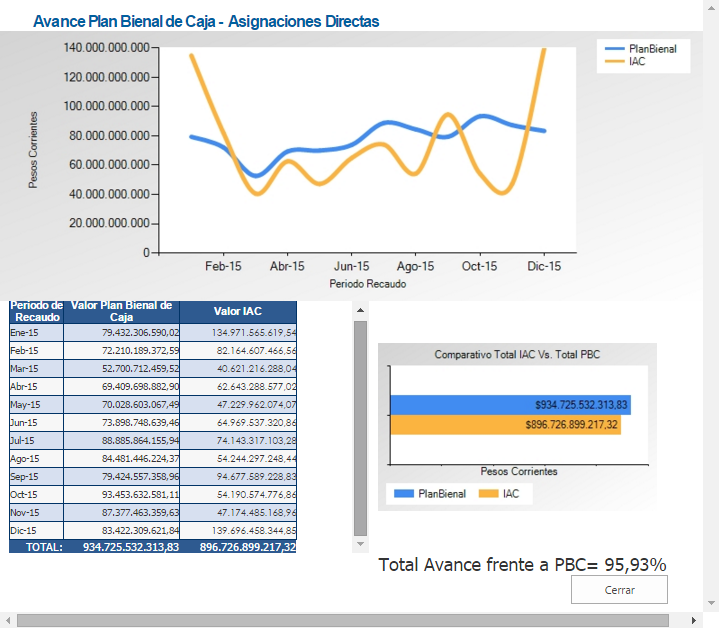 Avance Plan Bienal de Caja - Asignaciones Directas
140.000.000.000
120.000.000.000
100.000.000.000
80.000.000.000
60.000.000.000
40.000.000.000
20.000.000.000
0
Pesos Corrientes
Feb-15 Abr-15 Jun-15 Ago-15 Oct-15 Dic-15
Periodo Recaudo
PlanBienal
IAC
Periodo de Recaudo Valor Plan Bienal de Caja Valor IAC
Ene-15 79.432.306.590,02 134.971.565.619,54
Feb-15 72.210.189.372,59 82.164.607.466,56
Mar-15 52.700.712.459,52 40.621.216.288,04
Abr-15 69.409.698.882,90 62.643.288.577,02
May-15 70.028.603.067,49 47.229.962.074,07
Jun-15 73.898.748.639,46 64.969.537.320,86
Jul-15 88.885.864.155,94 74.143.317.103,28
Ago-15 84.481.446.224,37 54.244.297.248,44
Sep-15 79.424.557.358,96 94.677.589.228,83
Oct-15 93.453.632.581,11 54.190.574.776,86
Nov-15 87.377.463.359,63 47.174.485.168,96
Dic-15 83.422.309.621,84 139.696.458.344,85
TOTAL: 934.725.532.313,83 896.726.899.217,32
Comparativo Total IAC Vs. Total PBC
$934.725.532.313,83
$896.726.899.217,32
Pesos Corrientes
PlanBienal IAC
Total Avance frente a PBC= 95,93%
Cerrar